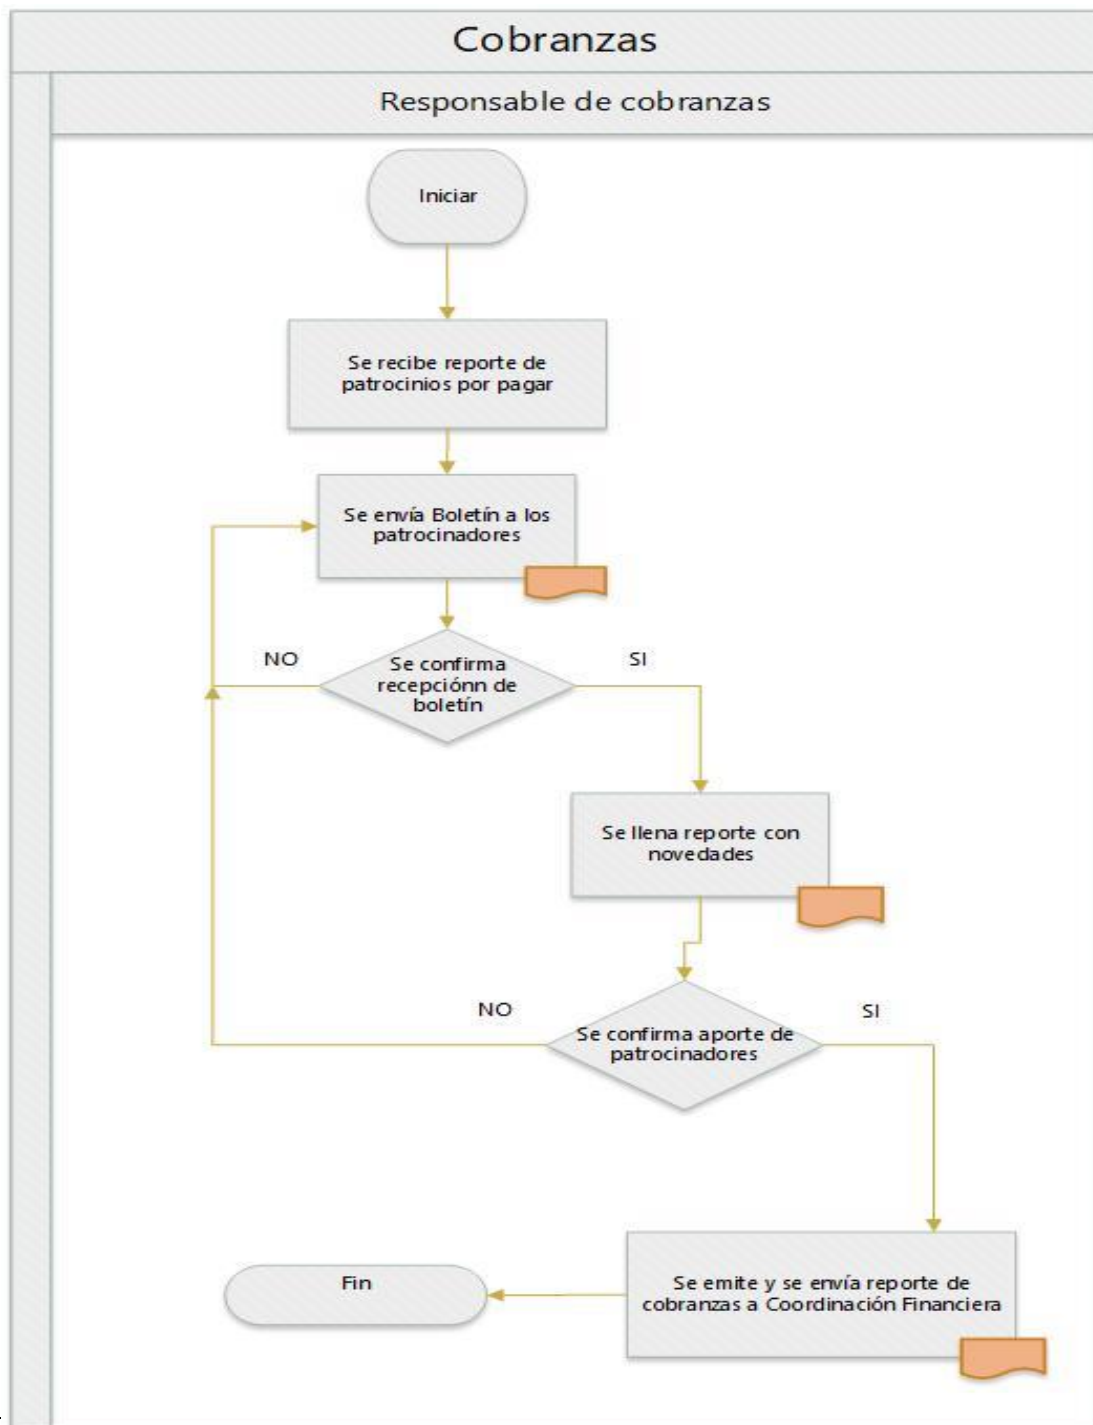 Cobranzas
Responsable de cobranzas
Iniciar
Se recibe reporte de
patrocinios por pagar
Se envía Boletín a los
patrocinadores
NO
SI
Se confirma
recepciónn de
boletín
Se llena reporte con
novedades
NO
SI
Se confirma aporte de
patrocinadores
Se emite y se envía reporte de
cobranzas a Coordinación Financiera
Fin